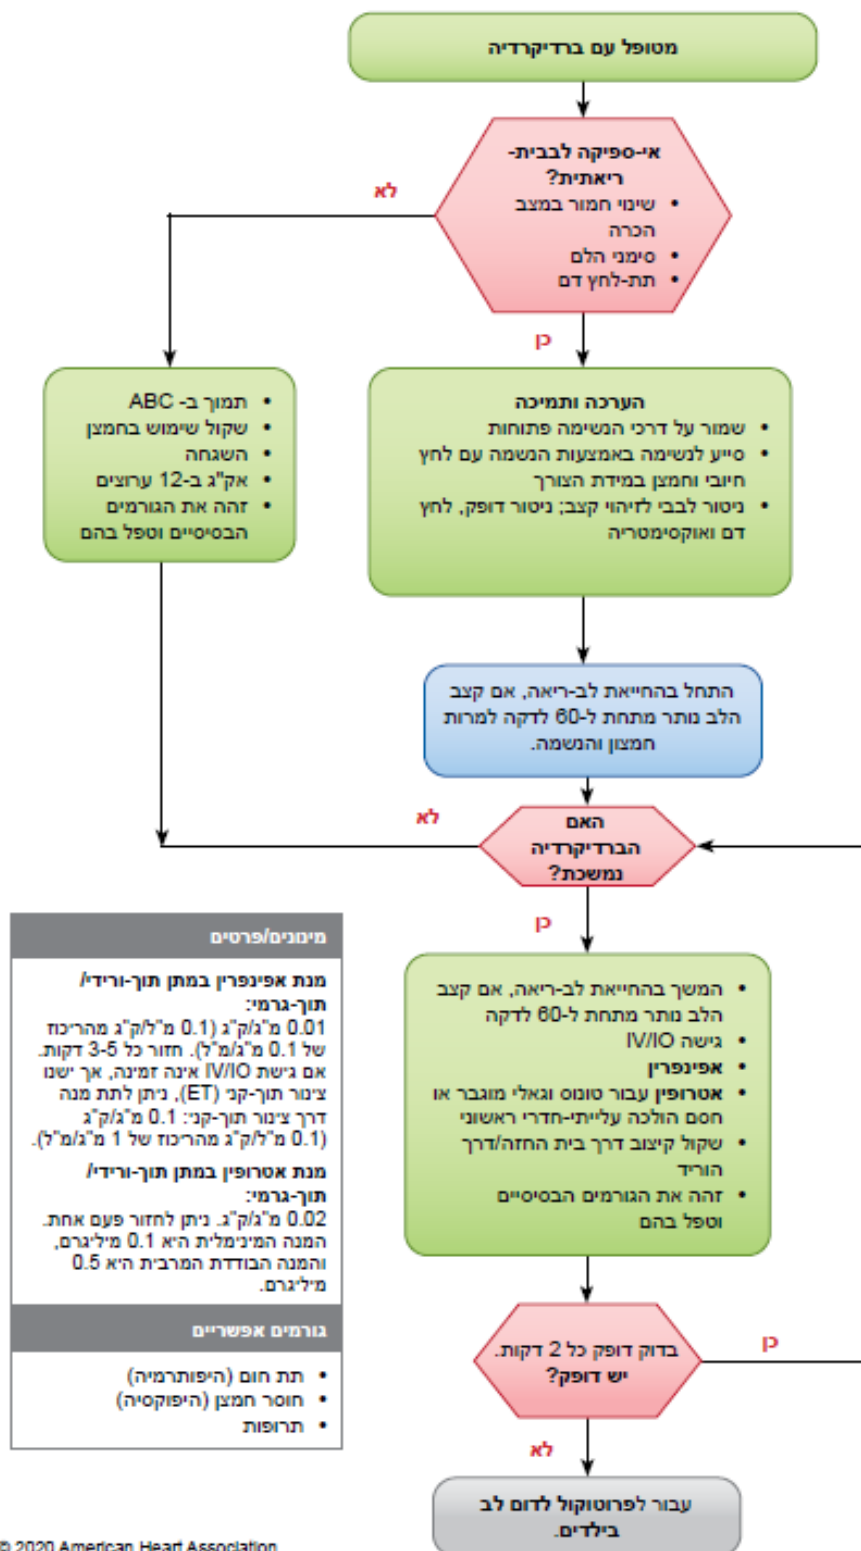 מטופל עם ברדיקרדיה
אי-ספיקה לבבית-
ריאתית?
• שינוי חמור במצב
הכרה
• סימני הלם
• תת-לחץ דם
לא
כן
• תמוך ב- ABC
• שקול שימוש בחמצן
• השגחה
• אק"ג ב-12 ערוצים
• זהה את הגורמים
הבסיסיים וטפל בהם
הערכה ותמיכה
• שמור על דרכי הנשימה פתוחות
• סייע לנשימה באמצעות הנשמה עם לחץ
חיובי וחמצן במידת הצורך
• ניטור לבבי לזיהוי קצב; ניטור דופק, לחץ
דם ואוקסימטריה
התחל בהחייאת לב-ריאה, אם קצב
הלב נותר מתחת ל-60 לדקה למרות
חמצון והנשמה.
האם
הברדיקרדיה
נמשכת?
לא
כן
• המשך בהחייאת לב-ריאה, אם קצב
הלב נותר מתחת ל-60 לדקה
• גישה IV/IO
• אפינפרין
• אטרופין עבור טונוס וגאלי מוגבר או
חסם הולכה עלייתי-חדרי ראשוני
• שקול קיצוב דרך בית החזה/דרך
הוריד
• זהה את הגורמים הבסיסיים
וטפל בהם
בדוק דופק כל 2 דקות.
יש דופק?
כן
לא
עבור לפרוטוקול לדום לב
בילדים.
מינונים/פרטים
מנת אפינפרין במתן תוך-ורידי/
תוך-גרמי:
0.01 מ"ג/ק"ג (0.1 מ"ל/ק"ג מהריכוז
של 0.1 מ"ג/מ"ל). חזור כל 3-5 דקות.
אם גישת IV/IO אינה זמינה, אך ישנו
צינור תוך-קני (ET), ניתן לתת מנה
דרך צינור תוך-קני: 0.1 מ"ג/ק"ג
(0.1 מ"ל/ק"ג מהריכוז של 1 מ"ג/מ"ל).
מנת אטרופין במתן תוך-ורידי/
תוך-גרמי:
0.02 מ"ג/ק"ג. ניתן לחזור פעם אחת.
המנה המינימלית היא 0.1 מיליגרם,
והמנה הבודדת המרבית היא 0.5
מיליגרם.
גורמים אפשריים
• תת חום (היפותרמיה)
• חוסר חמצן (היפוקסיה)
• תרופות
© 2020 American Heart Association